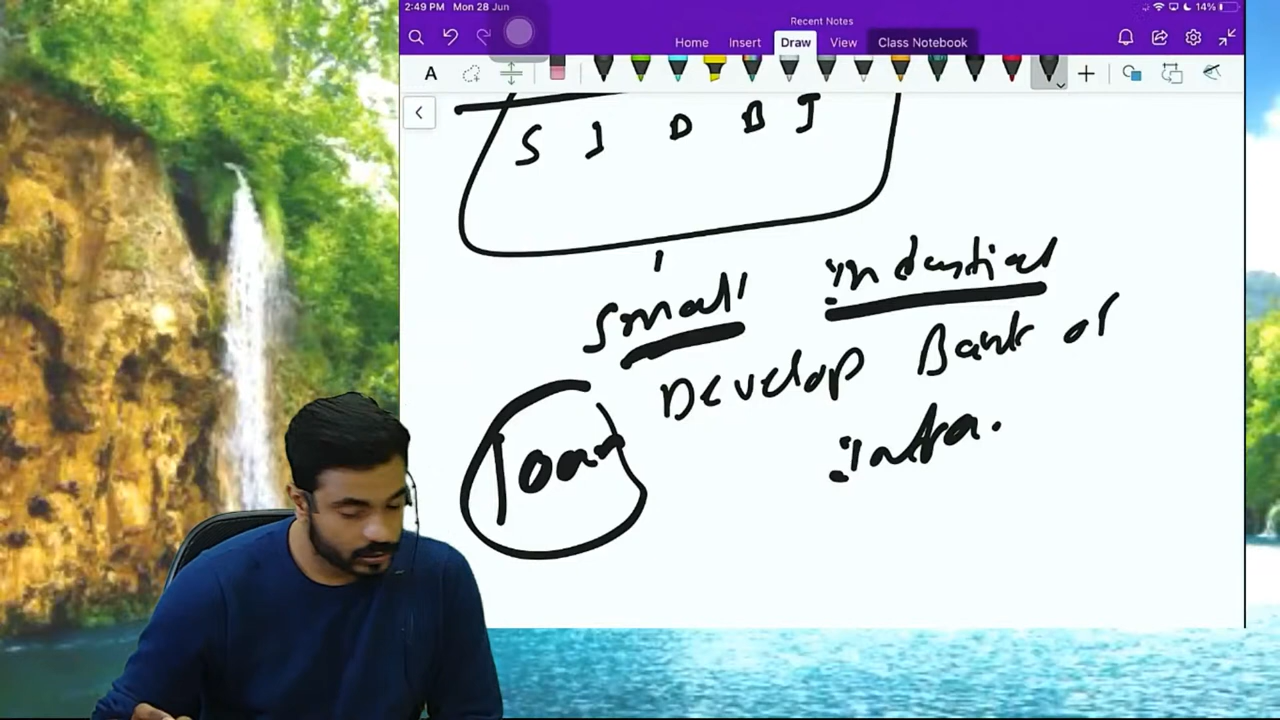 2:49 PM Mon 28 Jun
14%
Recent Notes
Home Insert Draw View Class Notebook
A
S I D B I
Small industrial
Develop Bank of
loan